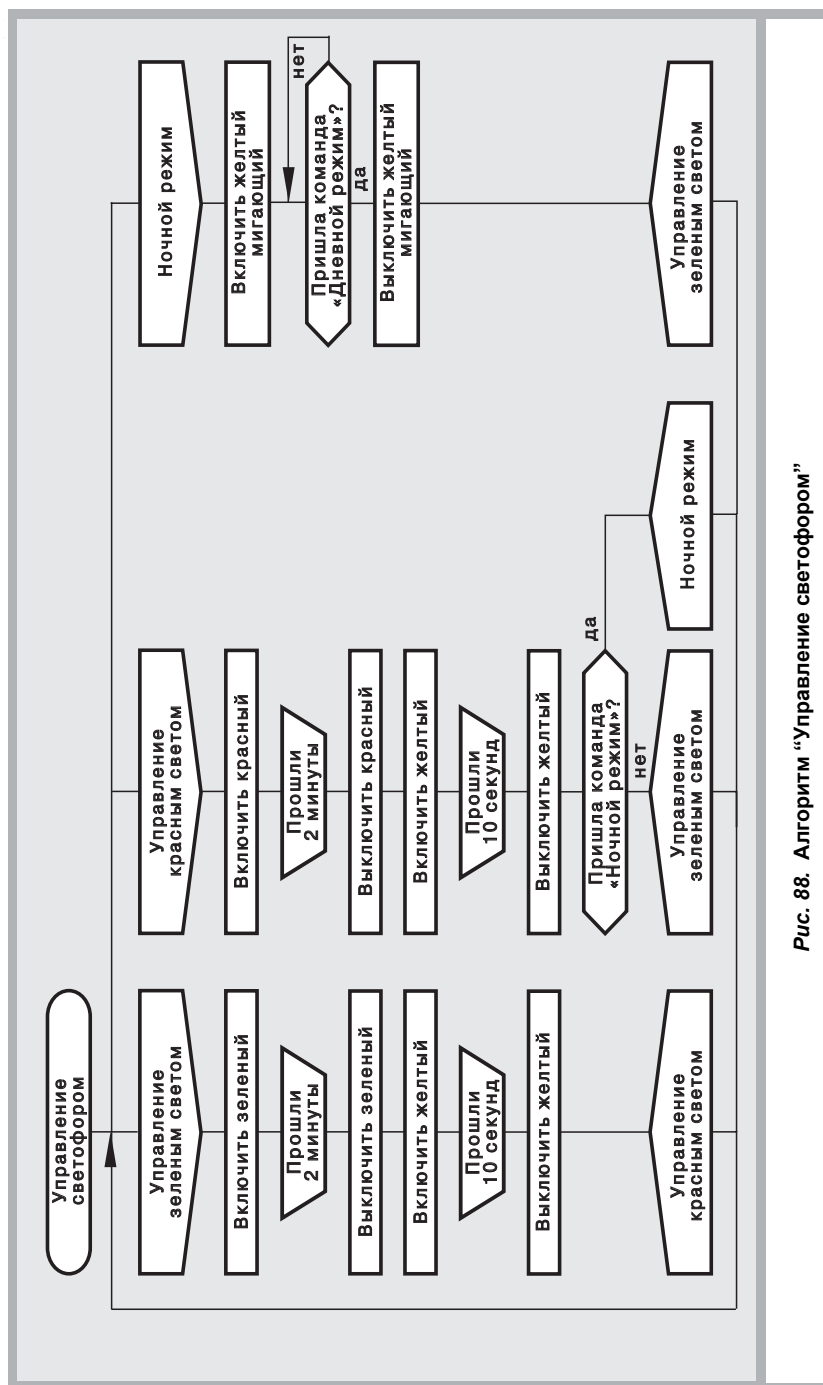 Управление
светофором
Управление
зеленым светом
Включить зеленый
Прошли
2 минуты
Выключить зеленый
Включить желтый
Прошли
10 секунд
Выключить желтый
Управление
красным светом
Управление
красным светом
Включить красный
Прошли
2 минуты
Выключить красный
Включить желтый
Прошли
10 секунд
Выключить желтый
Пришла команда
«Ночной режим»?
да
нет
Управление
зеленым светом
Ночной режим
Ночной режим
Включить желтый
мигающий
нет
Пришла команда
«Дневной режим»?
да
Выключить желтый
мигающий
Управление
зеленым светом
Рис. 88. Алгоритм “Управление светофором”